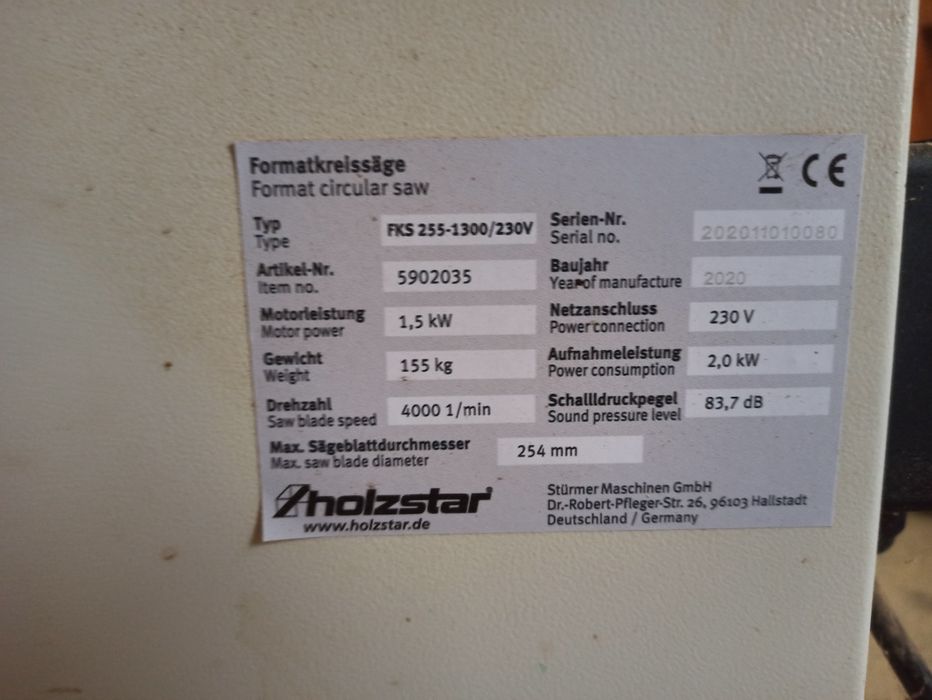 Formatkreissäge
Format circular saw
CE
Typ
Type
FKS 255-1300/230V
Serien-Nr.
Serial no.
202011010080
Artikel-Nr.
Item no.
5902035
Baujahr
Year of manufacture
2020
Motorleistung
Motor power
1,5 kW
Netzanschluss
Power connection
230 V
Gewicht
Weight
155 kg
Aufnahmeleistung
Power consumption
2,0 kW
Drehzahl
Saw blade speed
4000 1/min
Schallldruckpegel
Sound pressure level
83,7 dB
Max. Sägeblattdurchmesser
Max. saw blade diameter
254 mm
holzstar
www.holzstar.de
Stürmer Maschinen GmbH
Dr.-Robert-Pfleger-Str. 26, 96103 Hallstadt
Deutschland / Germany